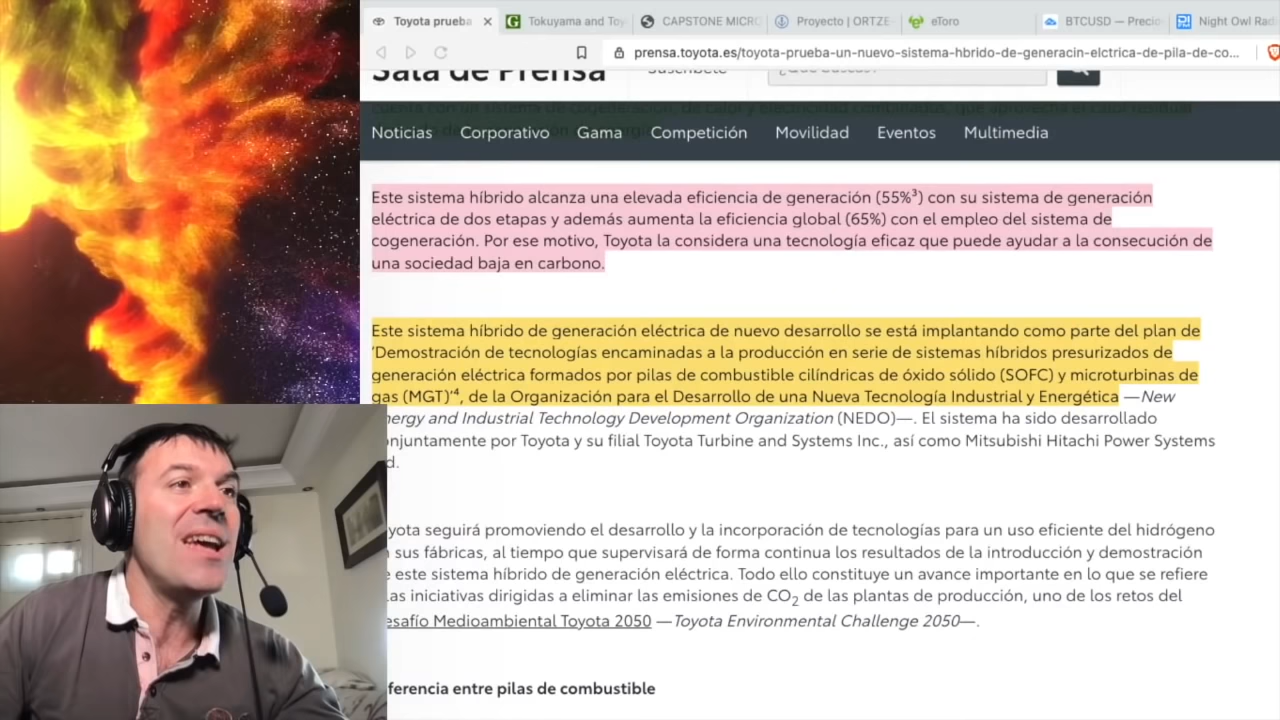 Toyota prueba
Tokuyama and Toy
CAPSTONE MICRO
Proyecto | ORTZE
eToro
BTCUSD — Precio
Night Owl Rad
prensa.toyota.es/toyota-prueba-un-nuevo-sistema-hbrido-de-generacin-elctrica-de-pila-de-co...
Sala de Prensa
Suscríbete
¿Qué buscas?
Noticias Corporativo Gama Competición Movilidad Eventos Multimedia
Este sistema híbrido alcanza una elevada eficiencia de generación (55%³) con su sistema de generación
eléctrica de dos etapas y además aumenta la eficiencia global (65%) con el empleo del sistema de
cogeneración. Por ese motivo, Toyota la considera una tecnología eficaz que puede ayudar a la consecución de
una sociedad baja en carbono.
Este sistema híbrido de generación eléctrica de nuevo desarrollo se está implantando como parte del plan de
'Demostración de tecnologías encaminadas a la producción en serie de sistemas híbridos presurizados de
generación eléctrica formados por pilas de combustible cilíndricas de óxido sólido (SOFC) y microturbinas de
gas (MGT)'⁴, de la Organización para el Desarrollo de una Nueva Tecnología Industrial y Energética —New
nergy and Industrial Technology Development Organization (NEDO)—. El sistema ha sido desarrollado
onjuntamente por Toyota y su filial Toyota Turbine and Systems Inc., así como Mitsubishi Hitachi Power Systems
d.
yota seguirá promoviendo el desarrollo y la incorporación de tecnologías para un uso eficiente del hidrógeno
n sus fábricas, al tiempo que supervisará de forma continua los resultados de la introducción y demostración
e este sistema híbrido de generación eléctrica. Todo ello constituye un avance importante en lo que se refiere
las iniciativas dirigidas a eliminar las emisiones de CO₂ de las plantas de producción, uno de los retos del
esafío Medioambiental Toyota 2050 —Toyota Environmental Challenge 2050—.
ferencia entre pilas de combustible